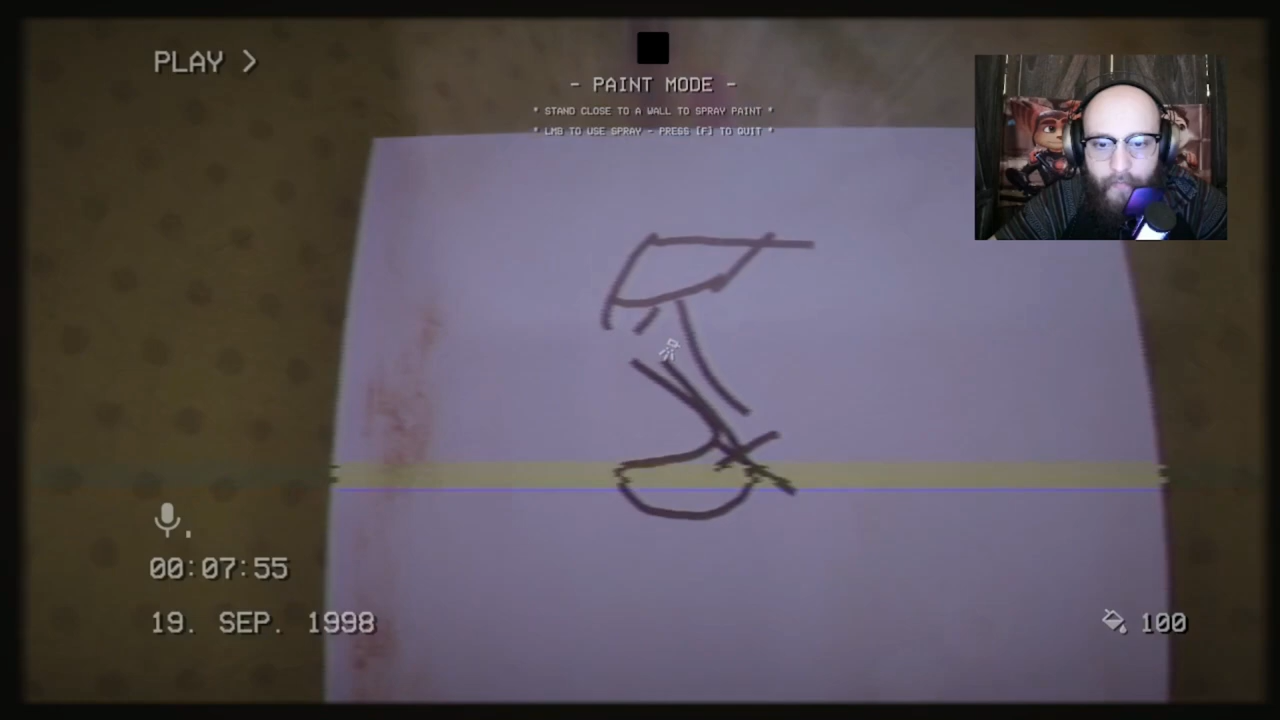 PLAY >
- PAINT MODE -
* STAND CLOSE TO A WALL TO SPRAY PAINT *
* LMB TO USE SPRAY - PRESS [F] TO QUIT *
00:07:55
19. SEP. 1998
100